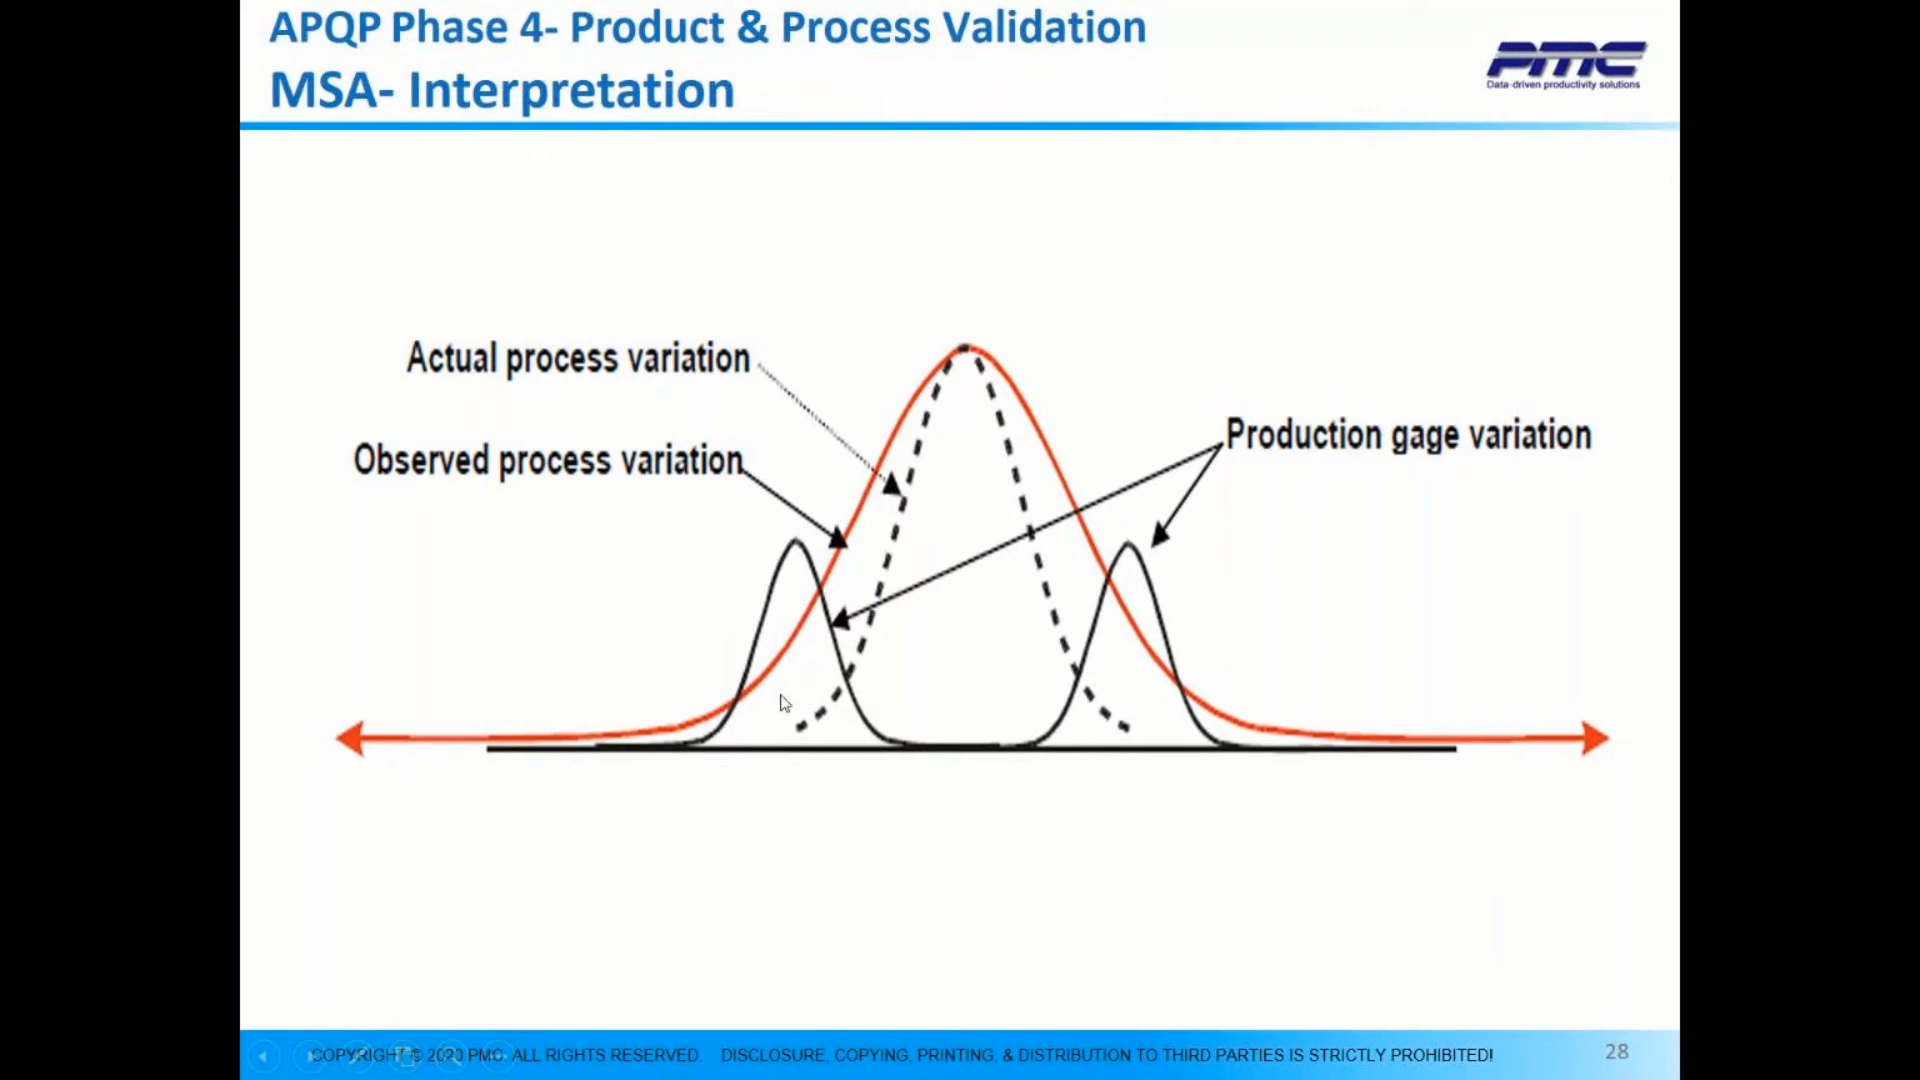 APQP Phase 4- Product & Process Validation
MSA- Interpretation
PMC
Data-driven productivity solutions
Actual process variation
Production gage variation
Observed process variation
COPYRIGHT © 2020 PMC. ALL RIGHTS RESERVED. DISCLOSURE, COPYING, PRINTING, & DISTRIBUTION TO THIRD PARTIES IS STRICTLY PROHIBITED!
28